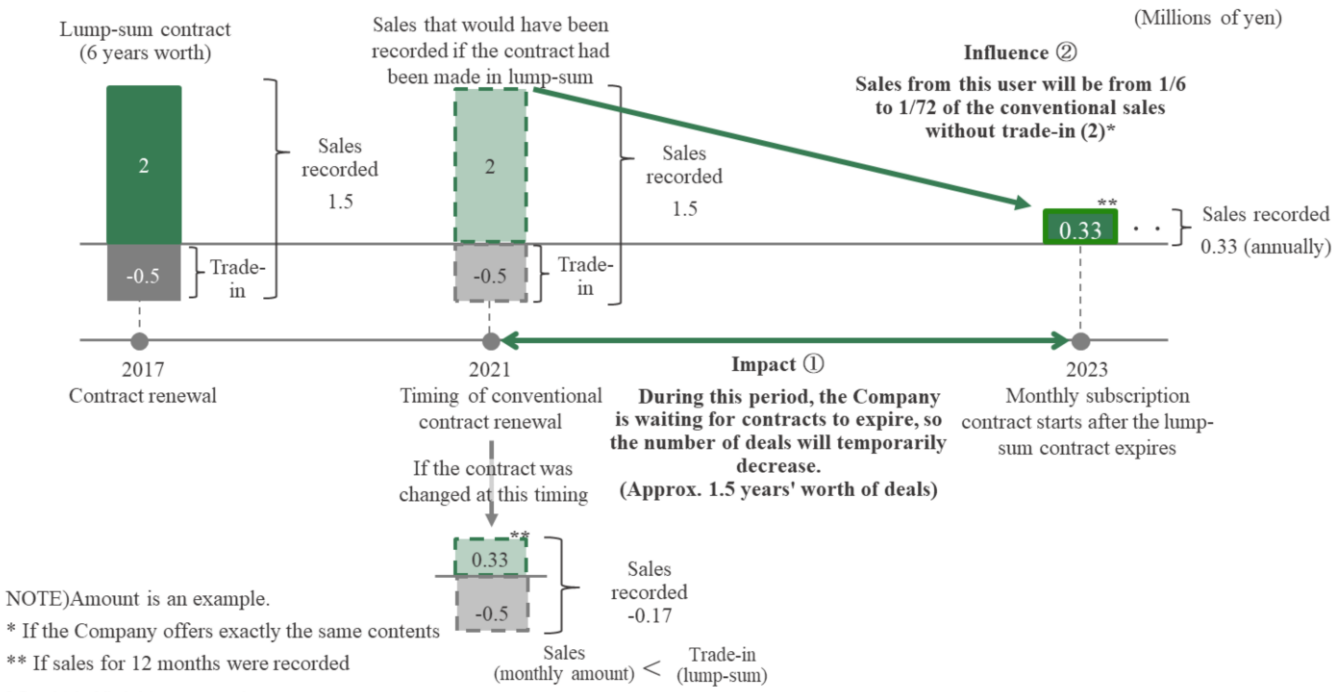 (Millions of yen)
Lump-sum contract
(6 years worth)
2
-0.5
Trade-
in
Sales
recorded
1.5
Sales that would have been
recorded if the contract had
been made in lump-sum
2
-0.5
Trade-
in
Sales
recorded
1.5
Influence ②
Sales from this user will be from 1/6
to 1/72 of the conventional sales
without trade-in (2)*
**
0.33
· ·
Sales recorded
0.33 (annually)
2017
Contract renewal
2021
Timing of conventional
contract renewal
Impact ①
During this period, the Company
is waiting for contracts to expire, so
the number of deals will temporarily
decrease.
(Approx. 1.5 years' worth of deals)
2023
Monthly subscription
contract starts after the lump-
sum contract expires
If the contract was
changed at this timing
**
0.33
-0.5
Sales
recorded
-0.17
Sales
(monthly amount)
<
Trade-in
(lump-sum)
NOTE)Amount is an example.
* If the Company offers exactly the same contents
** If sales for 12 months were recorded